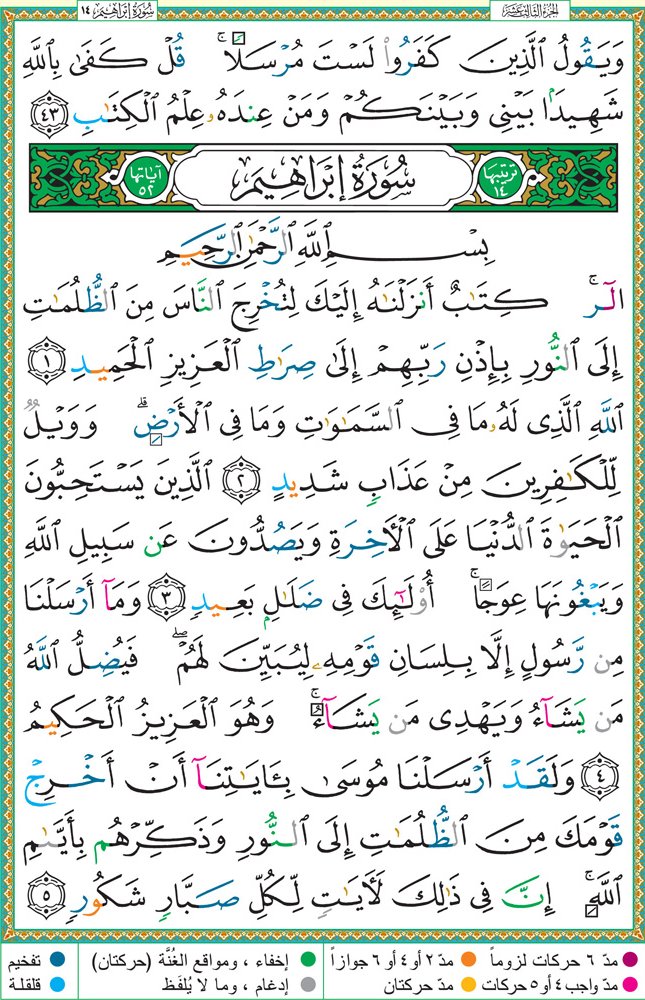 الجزء الثالث عشر
سورة إبراهيم ١٤
وَيَقُولُ ٱلَّذِينَ كَفَرُوا۟ لَسْتَ مُرْسَلًۭا ۚ قُلْ كَفَىٰ بِٱللَّهِ
شَهِيدًۢا بَيْنِى وَبَيْنَكُمْ وَمَنْ عِندَهُۥ عِلْمُ ٱلْكِتَٰبِ ٤٣
ترتيبها ١٤ سُورَةُ إِبْرَاهِيمَ آياتها ٥٢
بِسْمِ ٱللَّهِ ٱلرَّحْمَٰنِ ٱلرَّحِيمِ
الٓر ۚ كِتَٰبٌ أَنزَلْنَٰهُ إِلَيْكَ لِتُخْرِجَ ٱلنَّاسَ مِنَ ٱلظُّلُمَٰتِ
إِلَى ٱلنُّورِ بِإِذْنِ رَبِّهِمْ إِلَىٰ صِرَٰطِ ٱلْعَزِيزِ ٱلْحَمِيدِ ١
ٱللَّهِ ٱلَّذِى لَهُۥ مَا فِى ٱلسَّمَٰوَٰتِ وَمَا فِى ٱلْأَرْضِ ۗ وَوَيْلٌۭ
لِّلْكَٰفِرِينَ مِنْ عَذَابٍۢ شَدِيدٍ ٢ ٱلَّذِينَ يَسْتَحِبُّونَ
ٱلْحَيَوٰةَ ٱلدُّنْيَا عَلَى ٱلْءَاخِرَةِ وَيَصُدُّونَ عَن سَبِيلِ ٱللَّهِ
وَيَبْغُونَهَا عِوَجًا ۚ أُو۟لَٰٓئِكَ فِى ضَلَٰلٍۭ بَعِيدٍۢ ٣ وَمَآ أَرْسَلْنَا
مِن رَّسُولٍ إِلَّا بِلِسَانِ قَوْمِهِۦ لِيُبَيِّنَ لَهُمْ ۖ فَيُضِلُّ ٱللَّهُ
مَن يَشَآءُ وَيَهْدِى مَن يَشَآءُ ۚ وَهُوَ ٱلْعَزِيزُ ٱلْحَكِيمُ
٤ وَلَقَدْ أَرْسَلْنَا مُوسَىٰ بِـَٔايَٰتِنَآ أَنْ أَخْرِجْ
قَوْمَكَ مِنَ ٱلظُّلُمَٰتِ إِلَى ٱلنُّورِ وَذَكِّرْهُم بِأَيَّىٰمِ
ٱللَّهِ ۚ إِنَّ فِى ذَٰلِكَ لَءَايَٰتٍۢ لِّكُلِّ صَبَّارٍۢ شَكُورٍۢ ٥
مدّ ٦ حركات لزوماً مدّ ٢ أو ٤ أو ٦ جوازاً إخفاء ، ومواقع الغُنَّة (حركتان) تفخيم
مدّ واجب ٤ أو ٥ حركات مدّ حركتان إدغام ، وما لا يُلفَظ قلقلة